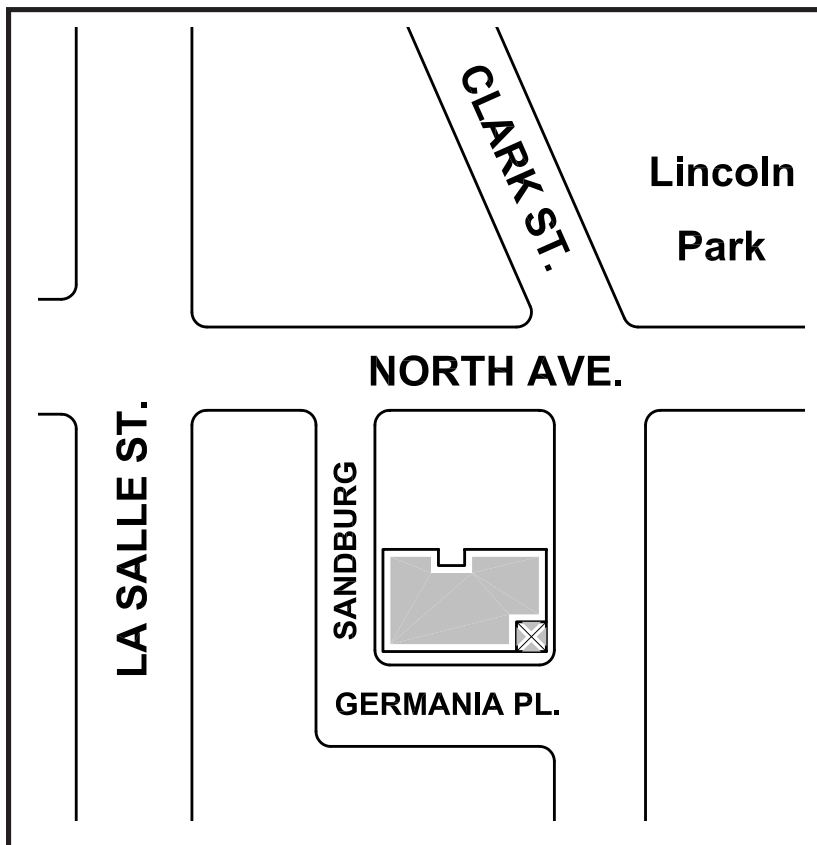 CLARK ST.
Lincoln
Park
NORTH AVE.
LA SALLE ST.
SANDBURG
GERMANIA PL.